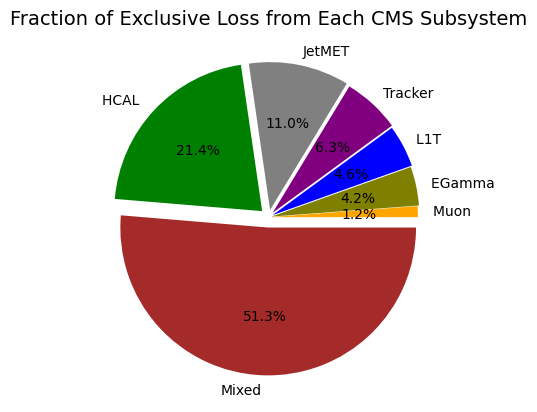 Fraction of Exclusive Loss from Each CMS Subsystem
JetMET
HCAL
Tracker
11.0%
L1T
21.4%
6.3%
4.6%
EGamma
4.2%
Muon
1.2%
51.3%
Mixed